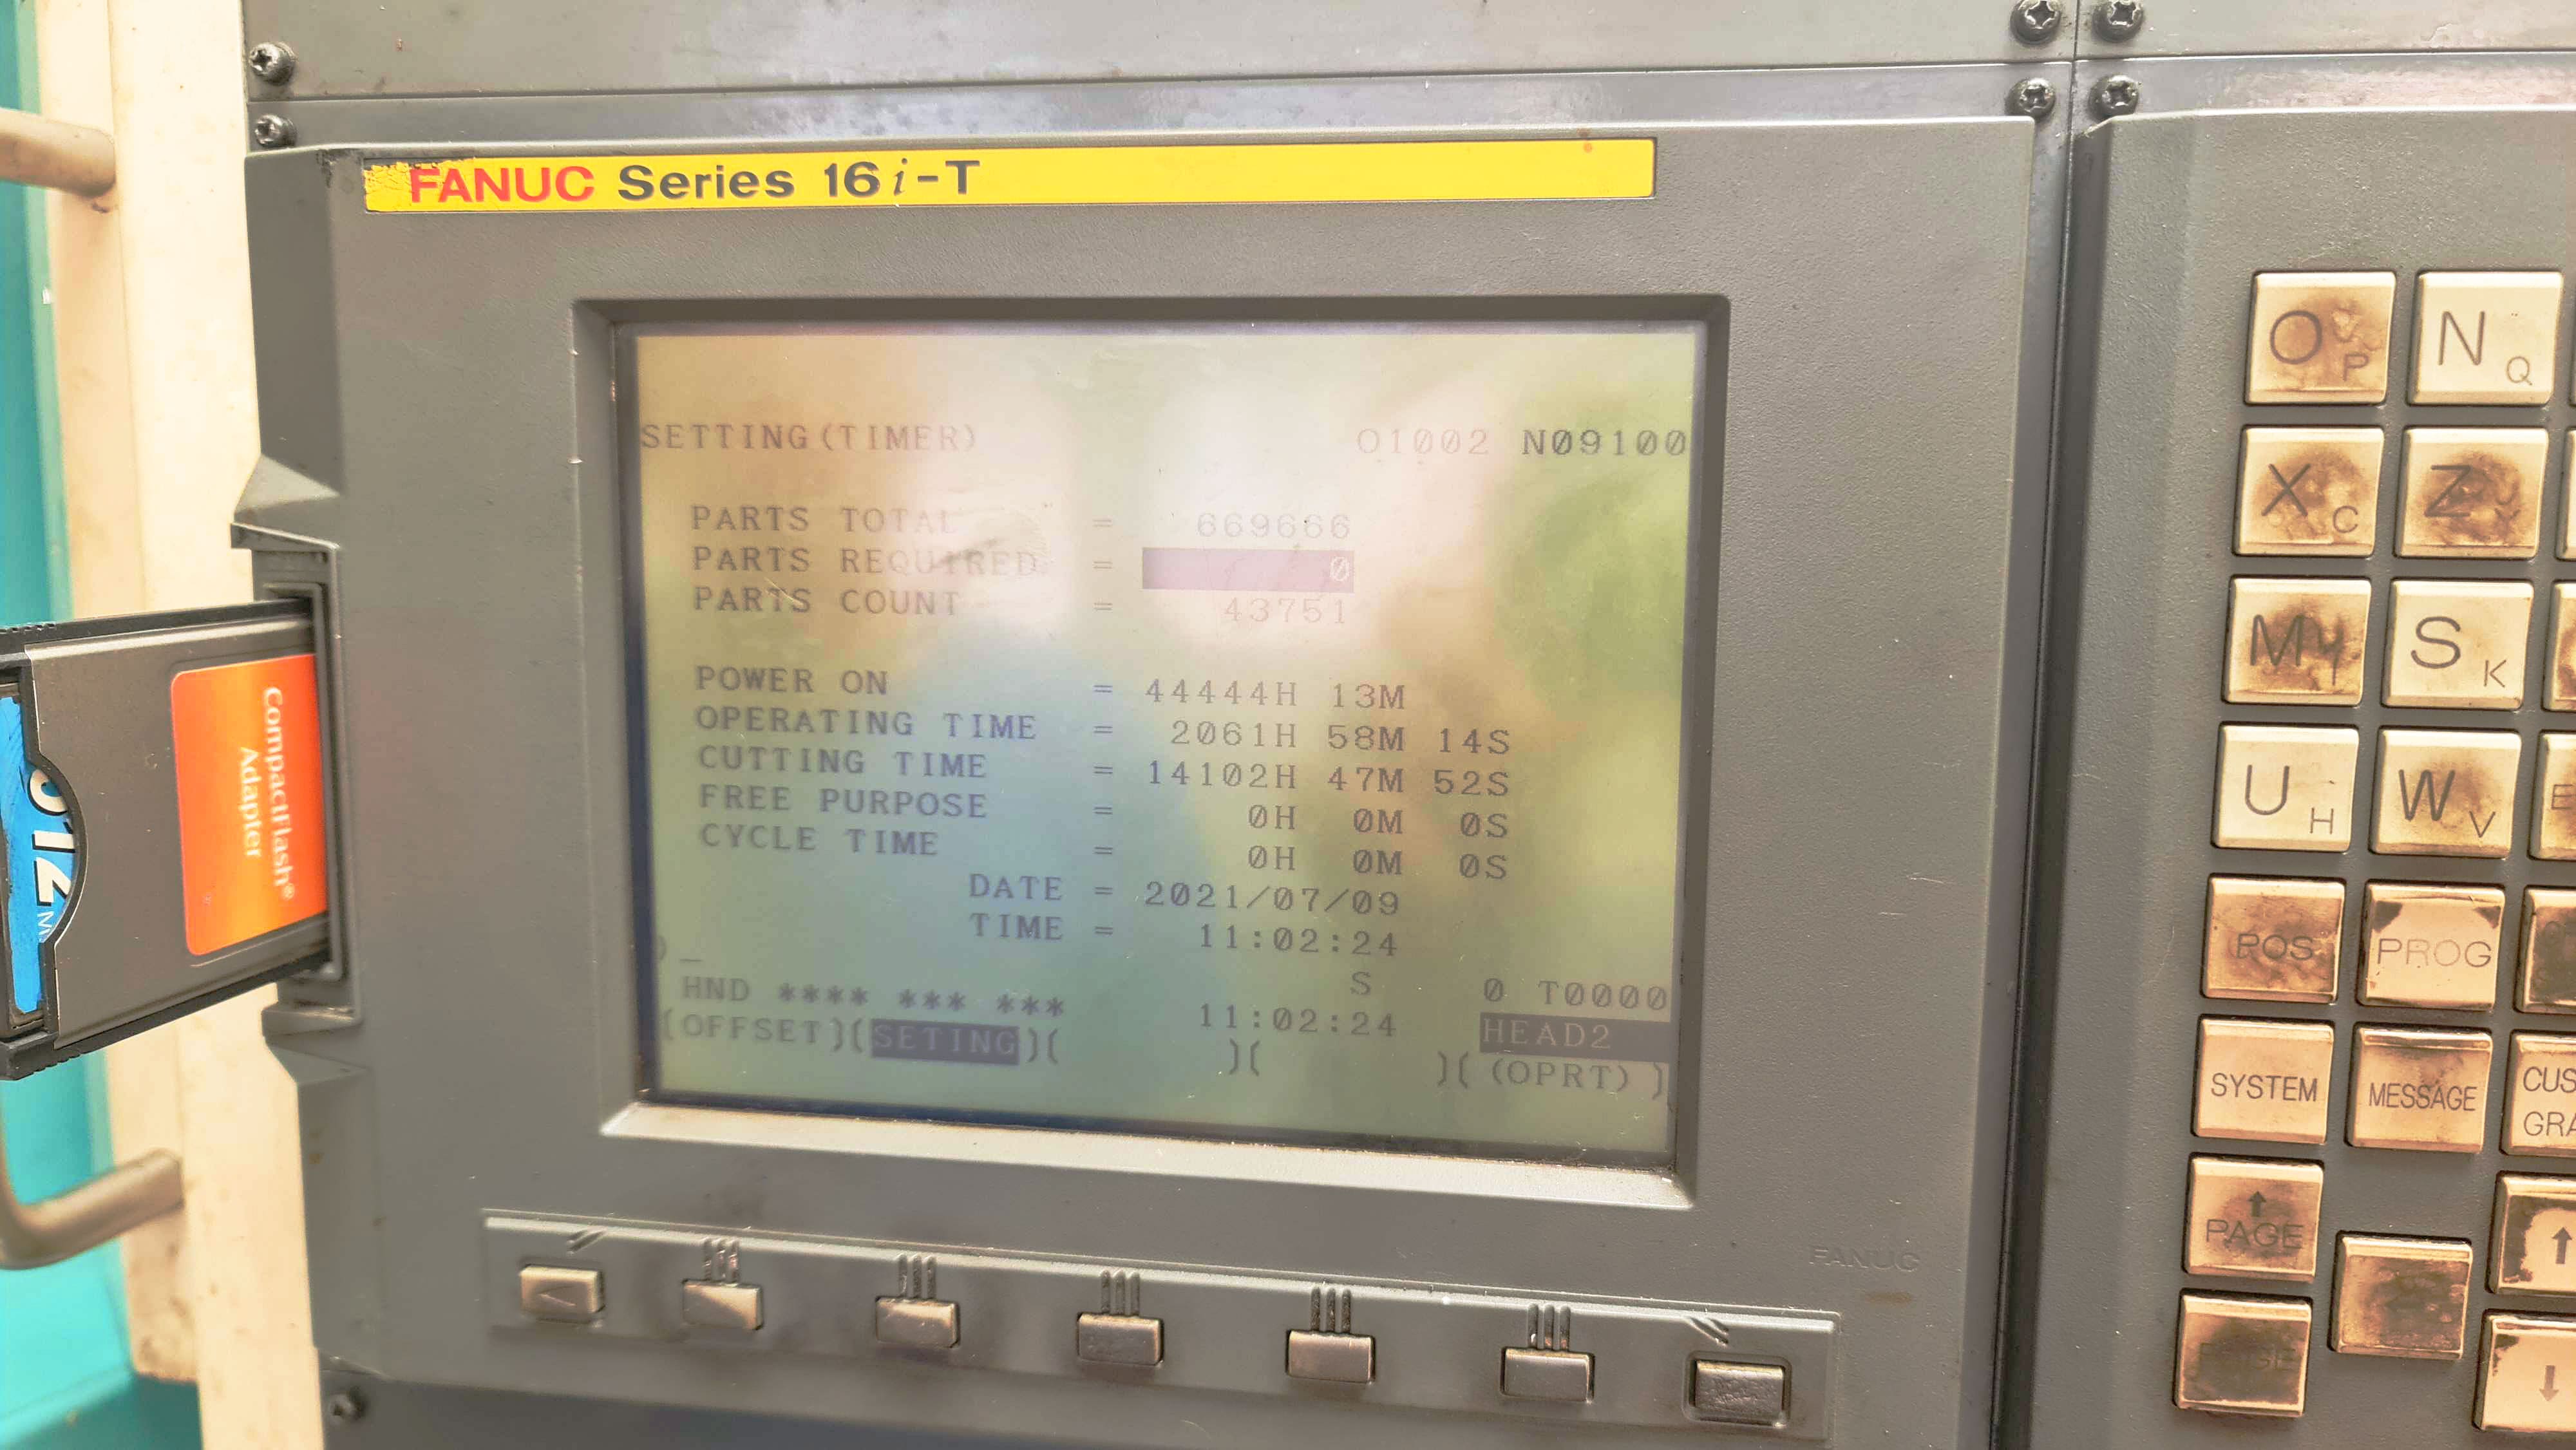 FANUC Series 16i-T
SETTING(TIMER) O1002 N09100
PARTS TOTAL = 669666
PARTS REQUIRED = 0
PARTS COUNT = 43751
POWER ON = 44444H 13M
OPERATING TIME = 2061H 58M 14S
CUTTING TIME = 14102H 47M 52S
FREE PURPOSE = 0H 0M 0S
CYCLE TIME = 0H 0M 0S
DATE = 2021/07/09
TIME = 11:02:24
_
S 0 T0000
HND **** *** *** 11:02:24 HEAD2
(OFFSET)(SETING)( )( )( (OPRT) )
FANUC
CompactFlash®
Adapter
512
O P
N Q
X C
Z Y
M
S K
U H
W V
POS
PROG
SYSTEM
MESSAGE
↑
PAGE
↑
↓